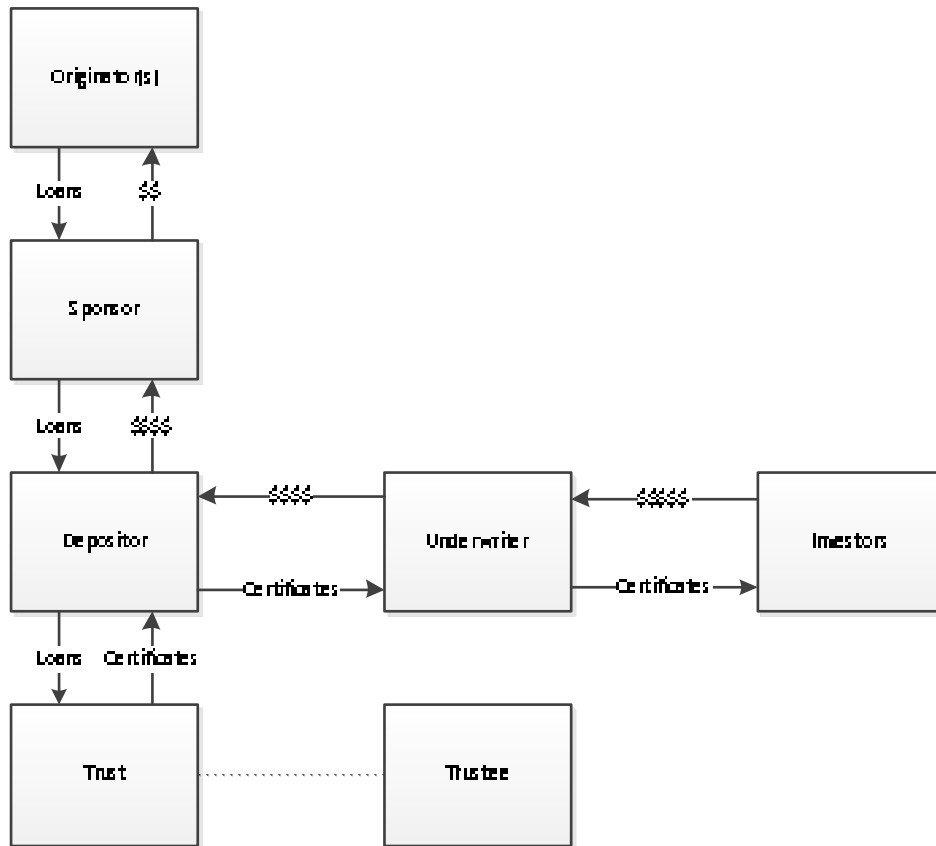 Originator(s)
Loans
$$
Sponsor
Loans
$$$$
Depositor
$$$$
Certificates
Underwriter
$$$$$
Certificates
Investors
Loans
Certificates
Trust
Trustee